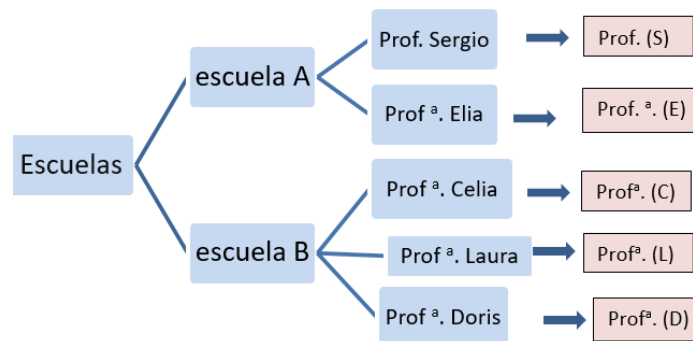 Escuelas
escuela A
Prof. Sergio
Prof. (S)
Prof ª. Elia
Prof. ª. (E)
escuela B
Prof ª. Celia
Profª. (C)
Prof ª. Laura
Profª. (L)
Prof ª. Doris
Profª. (D)